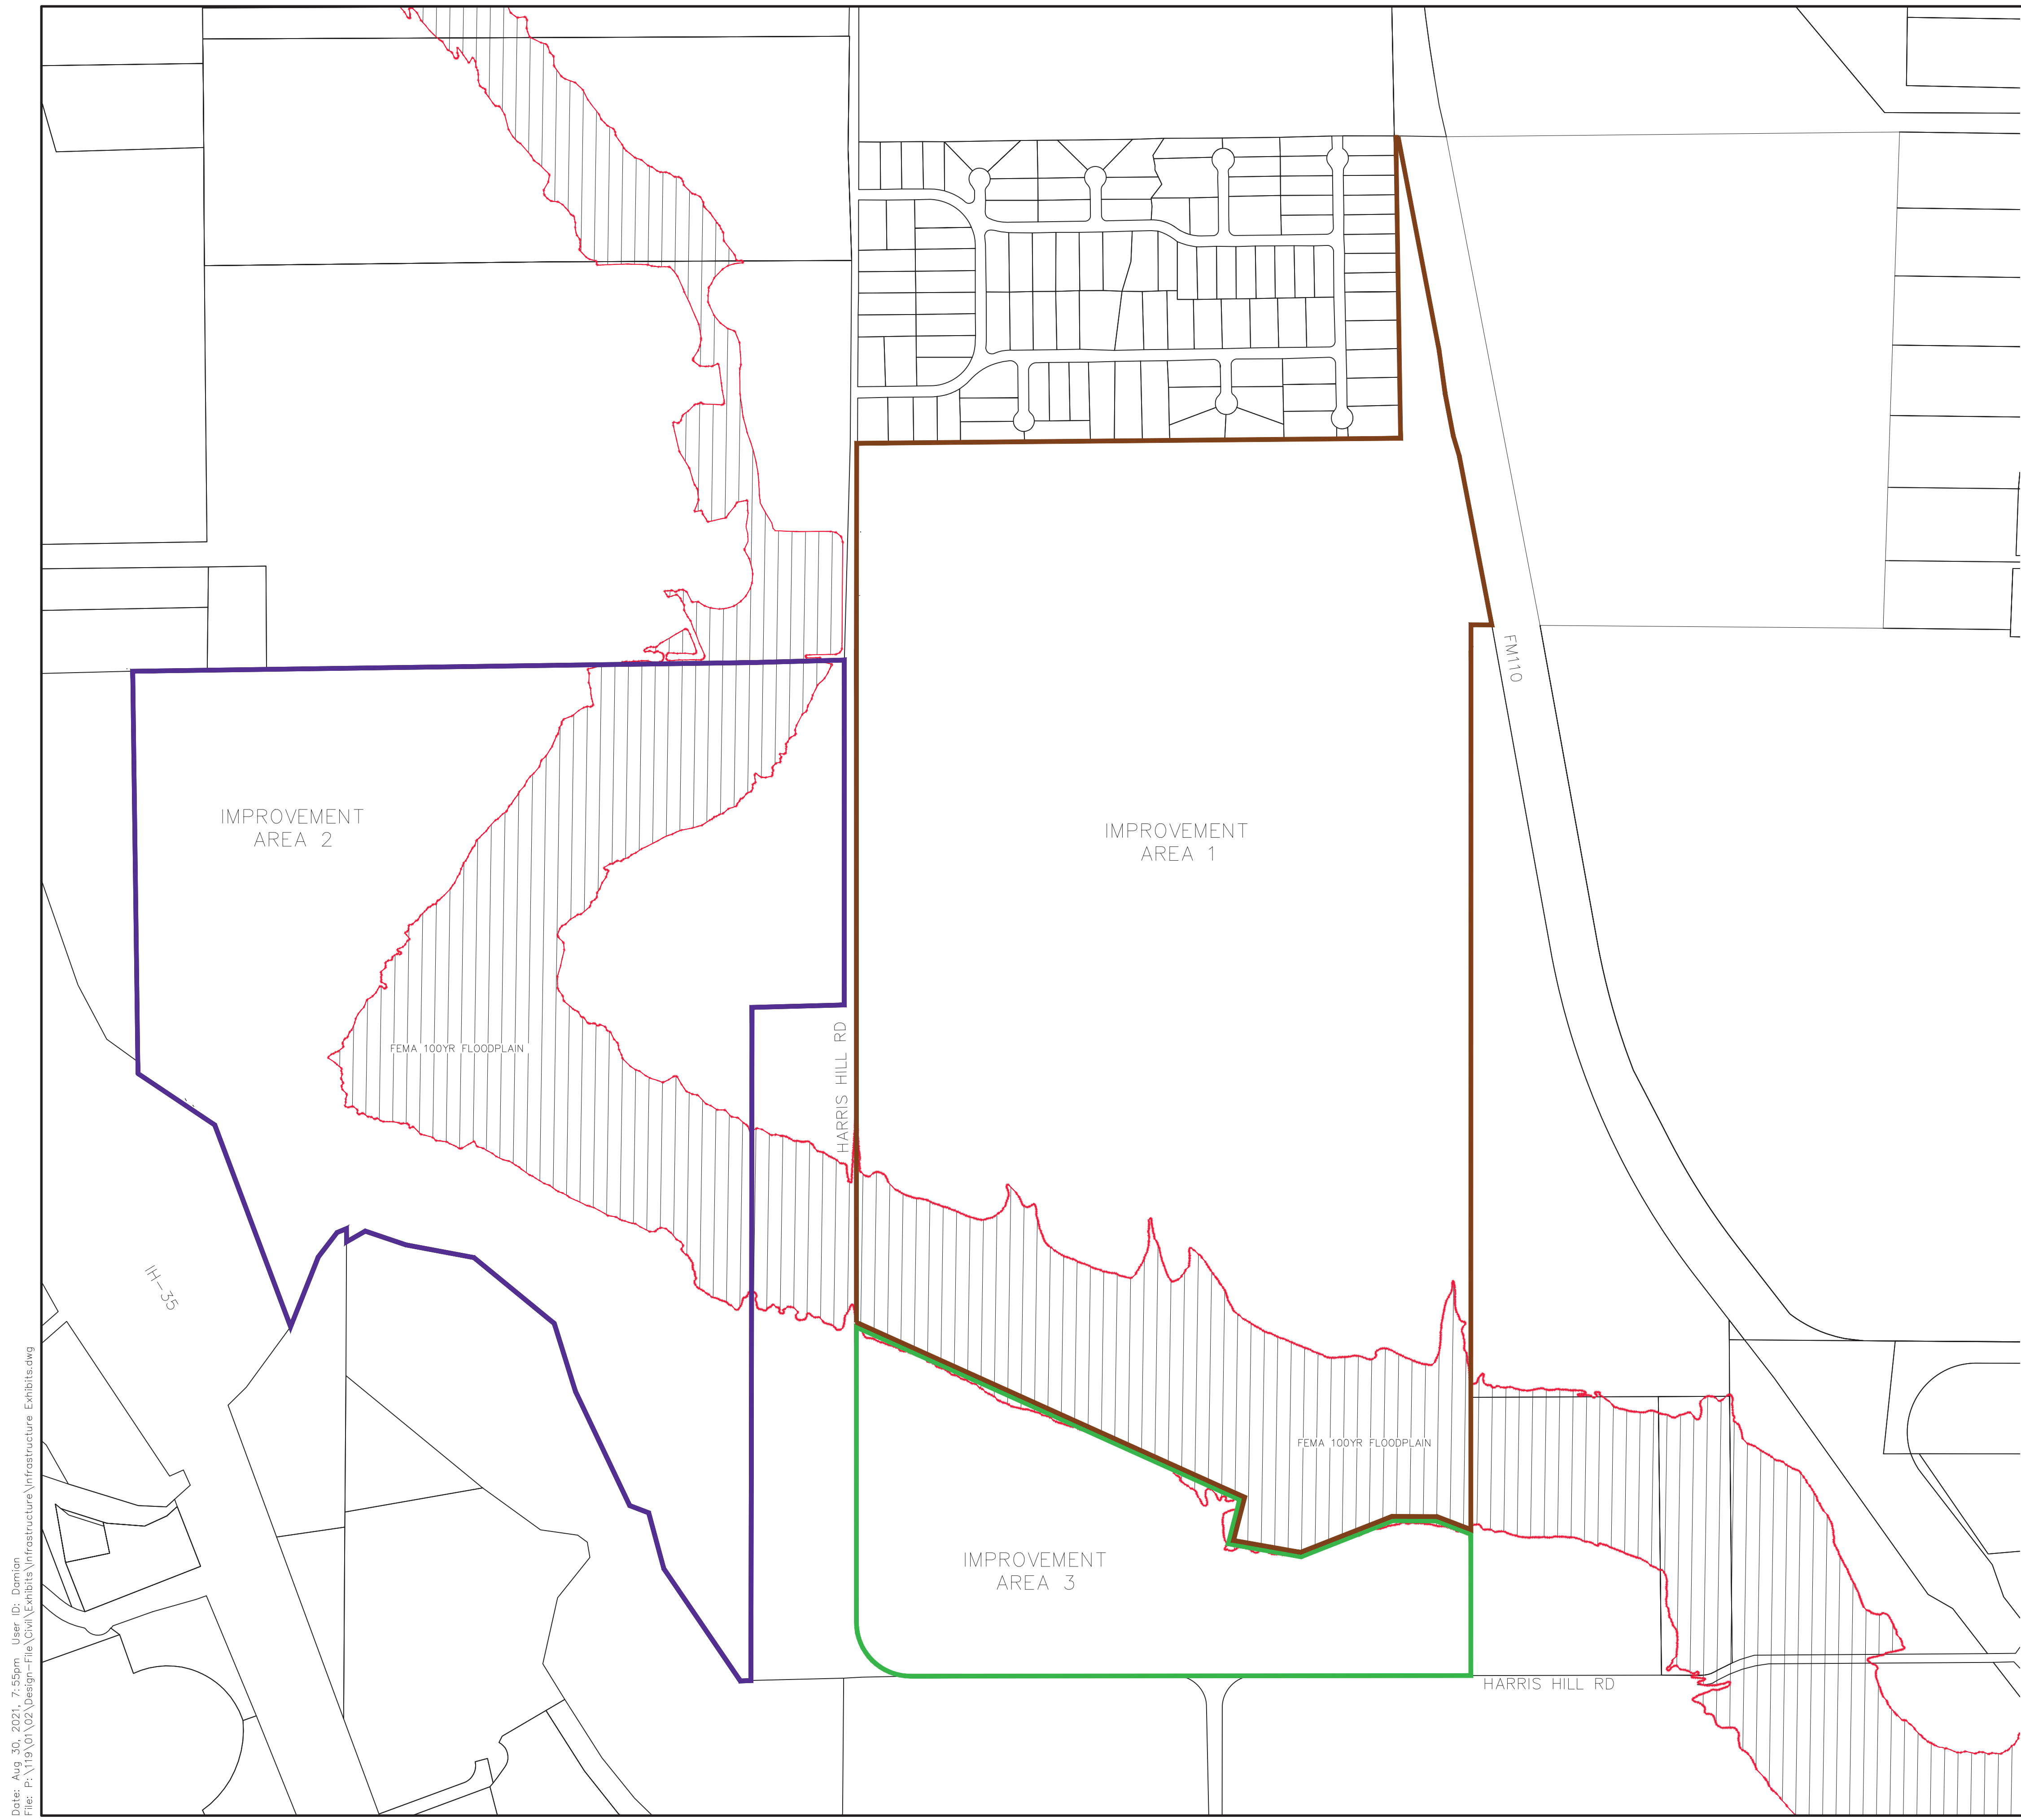 FM110
IMPROVEMENT
AREA 2
IMPROVEMENT
AREA 1
HARRIS HILL RD
FEMA 100YR FLOODPLAIN
IH-35
FEMA 100YR FLOODPLAIN
IMPROVEMENT
AREA 3
HARRIS HILL RD
Date: Aug 30, 2021, 7:55pm User ID: Damian
File: P:\119\01\02\Design-File\Civil\Exhibits\Infrastructure\Infrastructure Exhibits.dwg